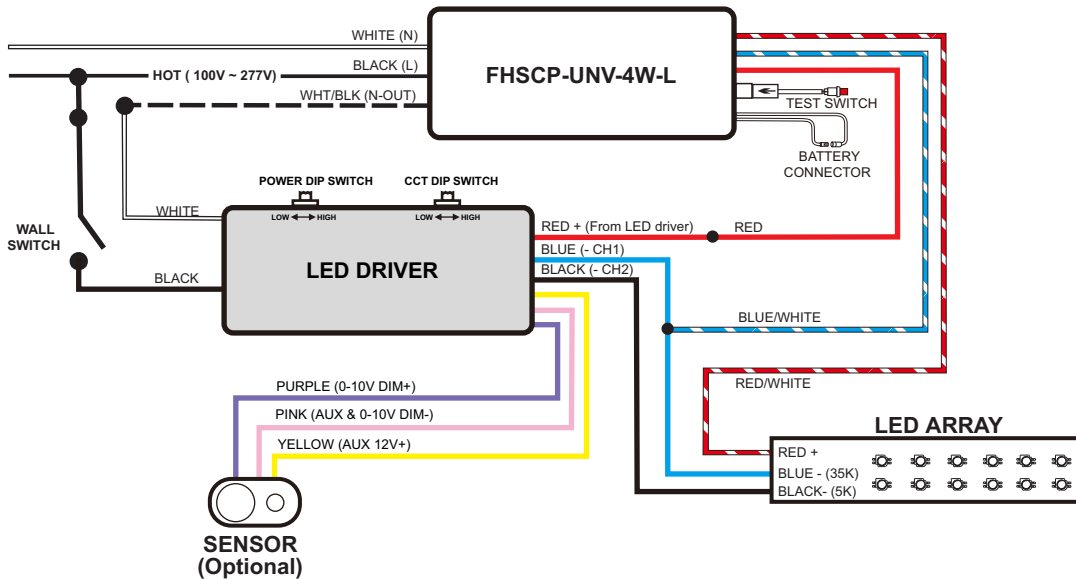 WHITE (N)
BLACK (L)
HOT ( 100V ~ 277V)
WHT/BLK (N-OUT)
FHSCP-UNV-4W-L
TEST SWITCH
BATTERY
CONNECTOR
POWER DIP SWITCH
CCT DIP SWITCH
LOW HIGH
LOW HIGH
WHITE
WALL
SWITCH
BLACK
LED DRIVER
RED + (From LED driver)
RED
BLUE (- CH1)
BLACK (- CH2)
BLUE/WHITE
RED/WHITE
PURPLE (0-10V DIM+)
PINK (AUX & 0-10V DIM-)
YELLOW (AUX 12V+)
SENSOR
(Optional)
LED ARRAY
RED +
BLUE - (35K)
BLACK- (5K)